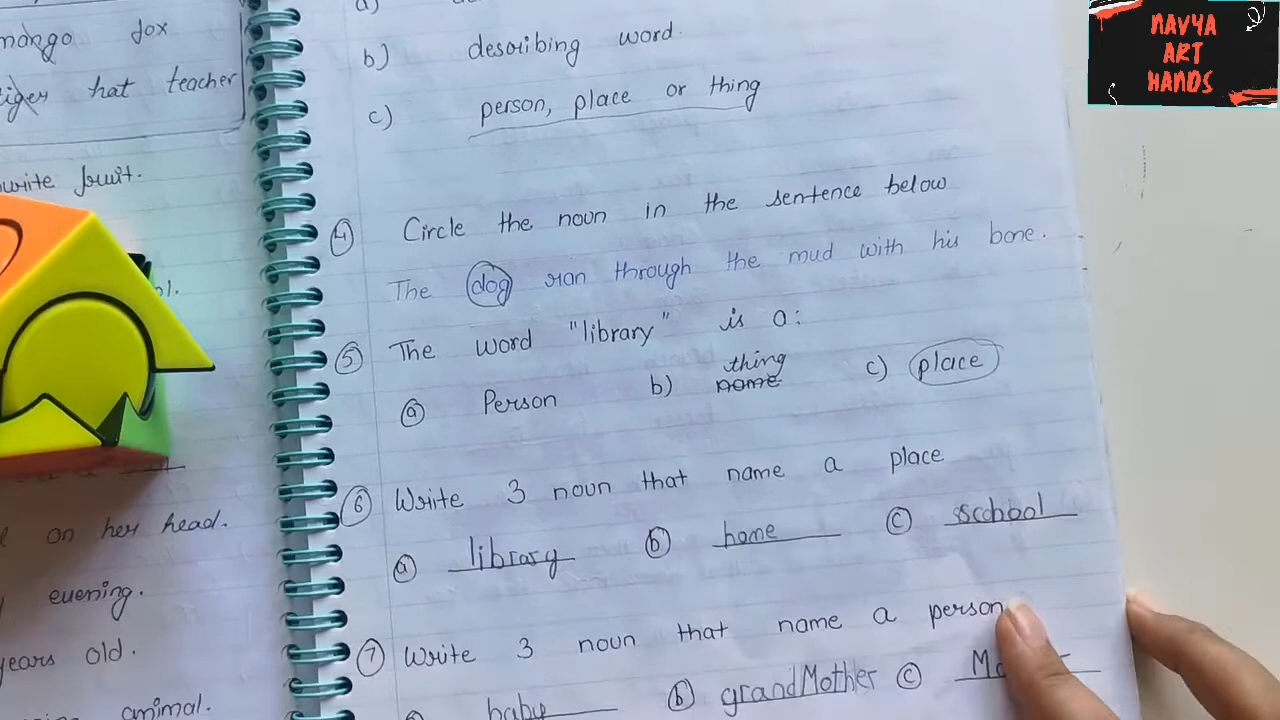 mango fox
hat teacher
fruit.
on her head.
evening.
years old.
animal.
b) describing word.
c) person, place or thing
4 Circle the noun in the sentence below
The dog ran through the mud with his bone.
5 The word "library" is a:
a Person b) thing name c) place
6 Write 3 noun that name a place
a library b home c scchool
7 Write 3 noun that name a person
baby b grandMother c
NAVYA
ART
HANDS